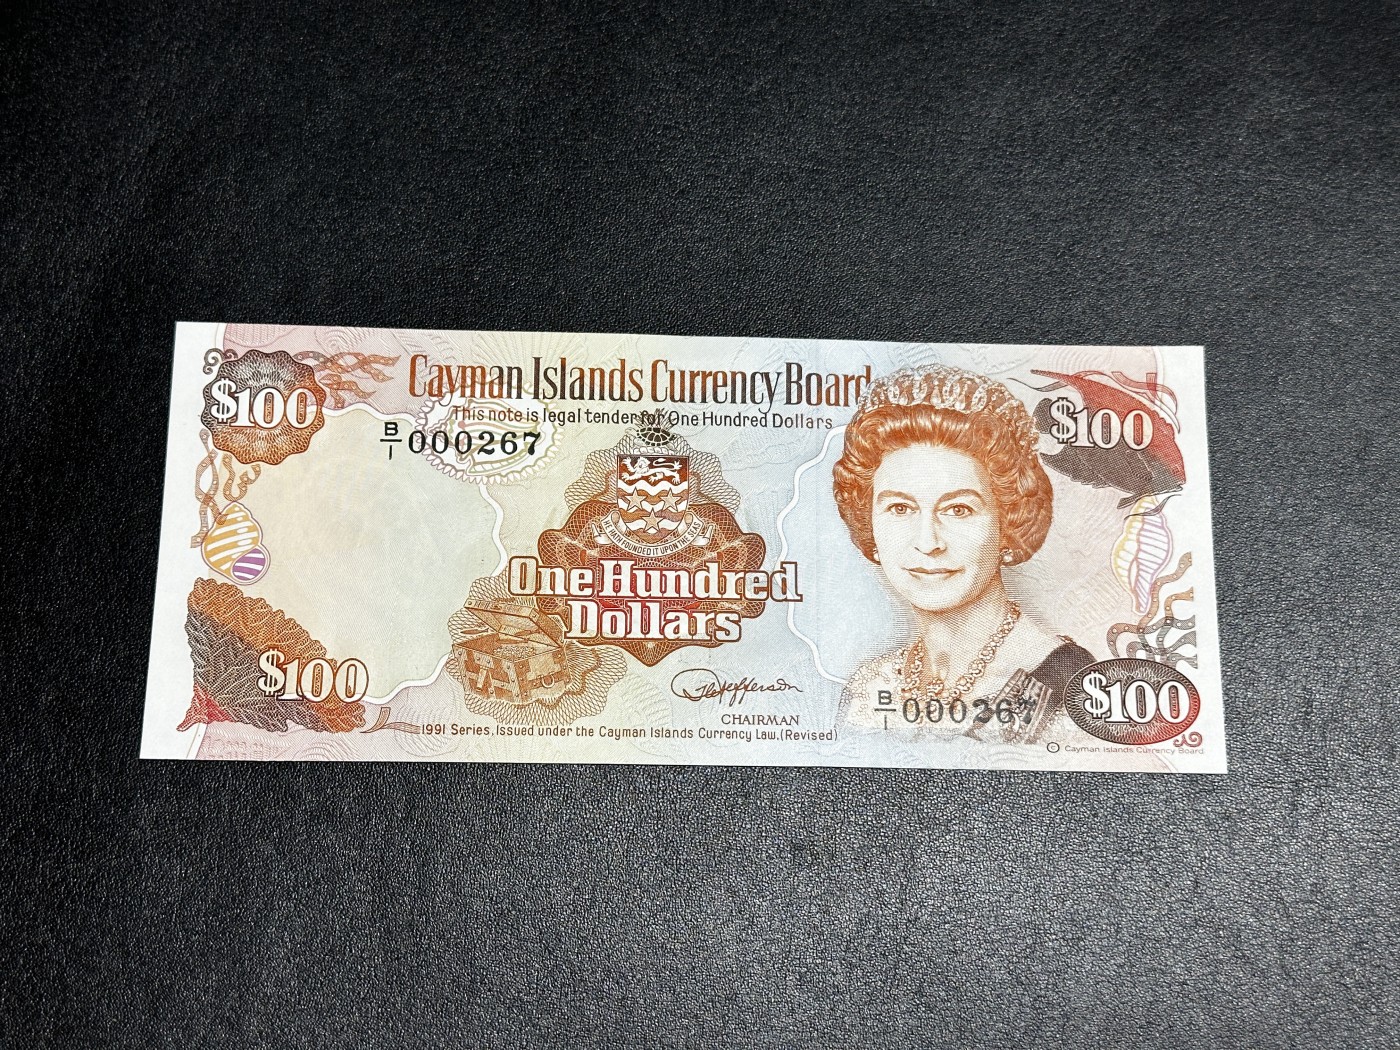 Cayman Islands Currency Board
This note is legal tender for One Hundred Dollars
$100
$100
B/1 000267
HE HATH FOUNDED IT UPON THE SEAS
One Hundred
Dollars
$100
CHAIRMAN
B/1 000267
$100
1991 Series, Issued under the Cayman Islands Currency Law, (Revised)
© Cayman Islands Currency Board